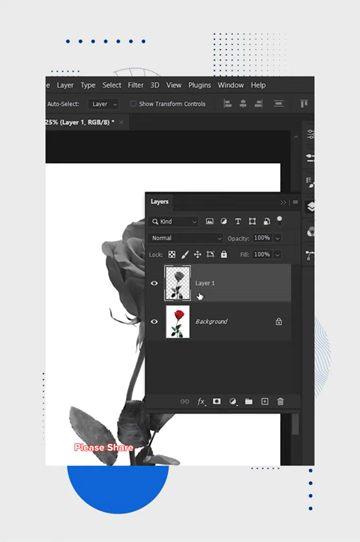 e Layer Type Select Filter 3D View Plugins Window Help
Auto-Select: Layer Show Transform Controls
25% (Layer 1, RGB/8) *
Layers
Kind
Normal Opacity: 100%
Lock: Fill: 100%
Layer 1
Background
fx
Please Share